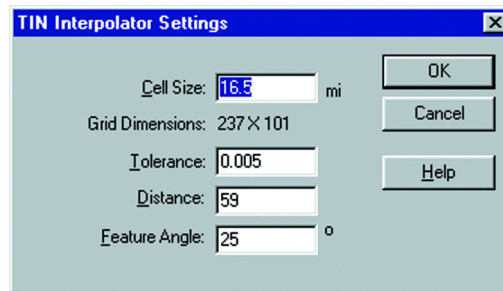 TIN Interpolator Settings
Cell Size: 16.5 mi
Grid Dimensions: 237 X 101
Tolerance: 0.005
Distance: 59
Feature Angle: 25 °
OK
Cancel
Help